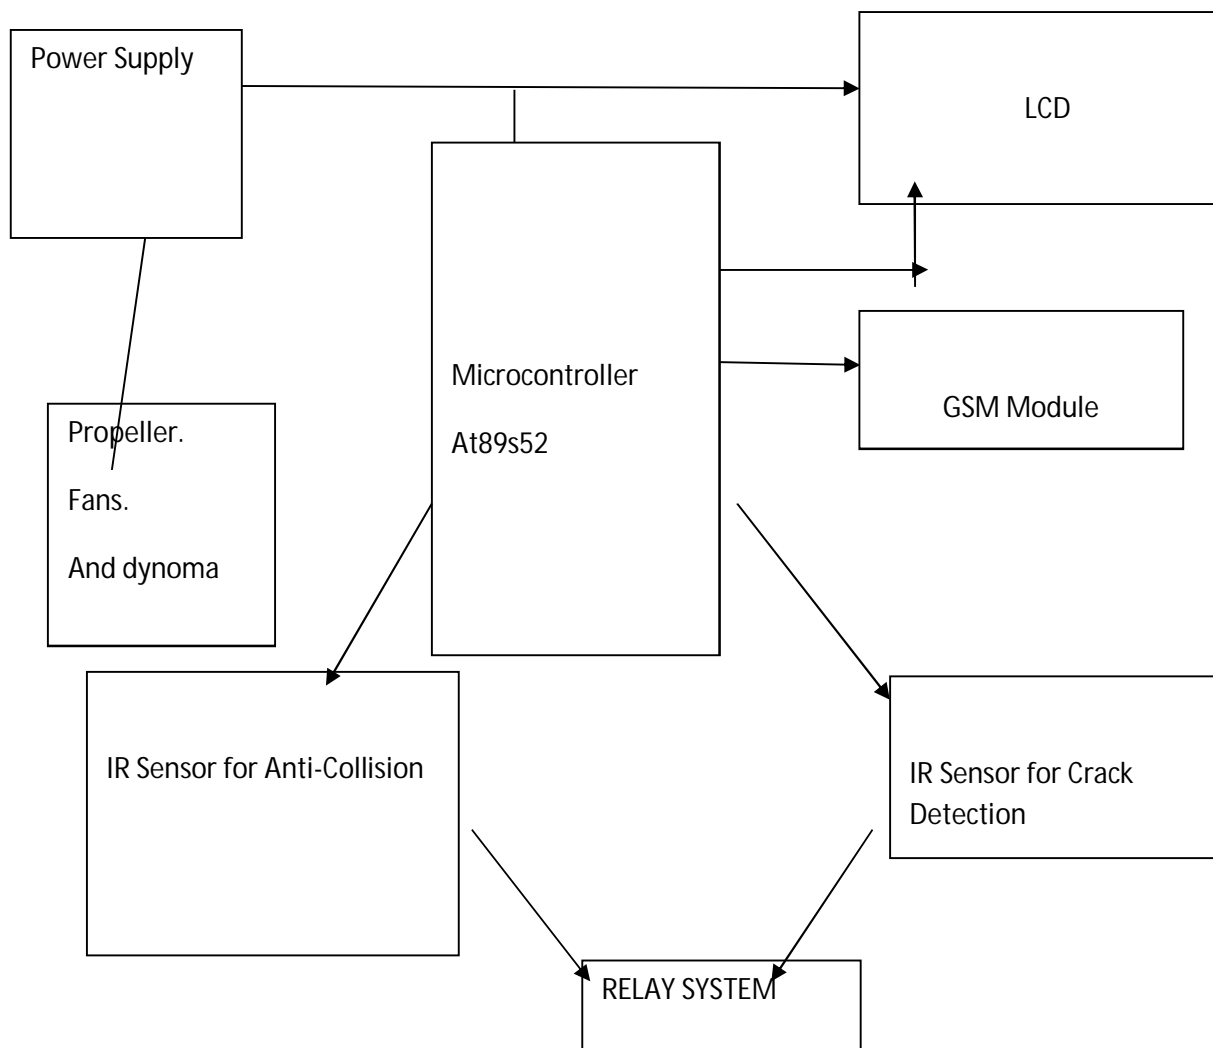 Power Supply
LCD
Microcontroller
At89s52
GSM Module
Propeller.
Fans.
And dynoma
IR Sensor for Anti-Collision
IR Sensor for Crack
Detection
RELAY SYSTEM